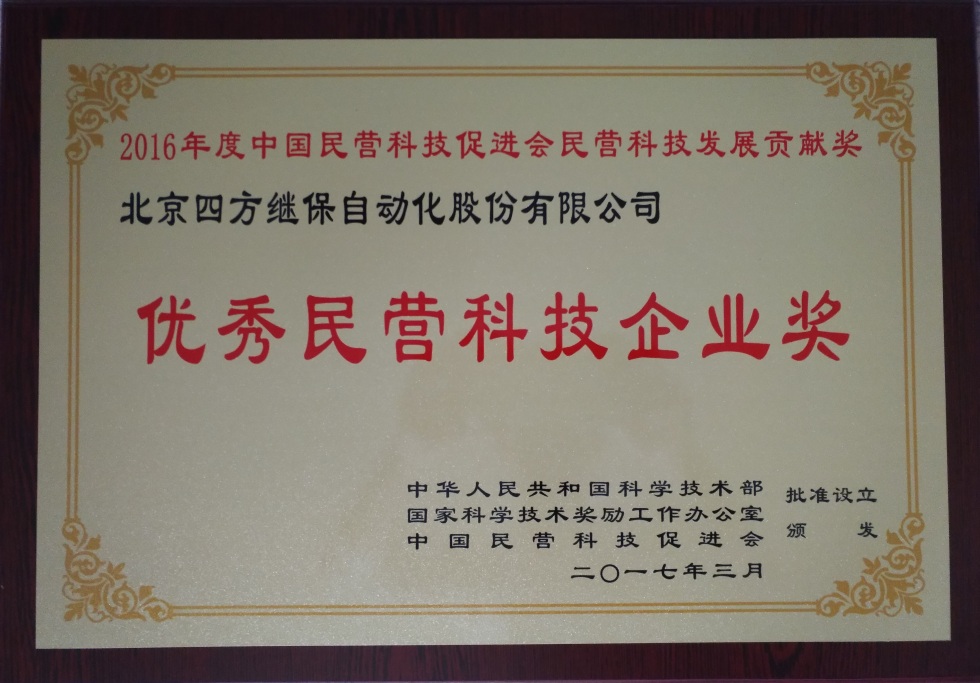 2016年度中国民营科技促进会民营科技发展贡献奖
北京四方继保自动化股份有限公司
优秀民营科技企业奖
中华人民共和国科学技术部
国家科学技术奖励工作办公室 批准设立
中国民营科技促进会 颁发
二〇一七年三月